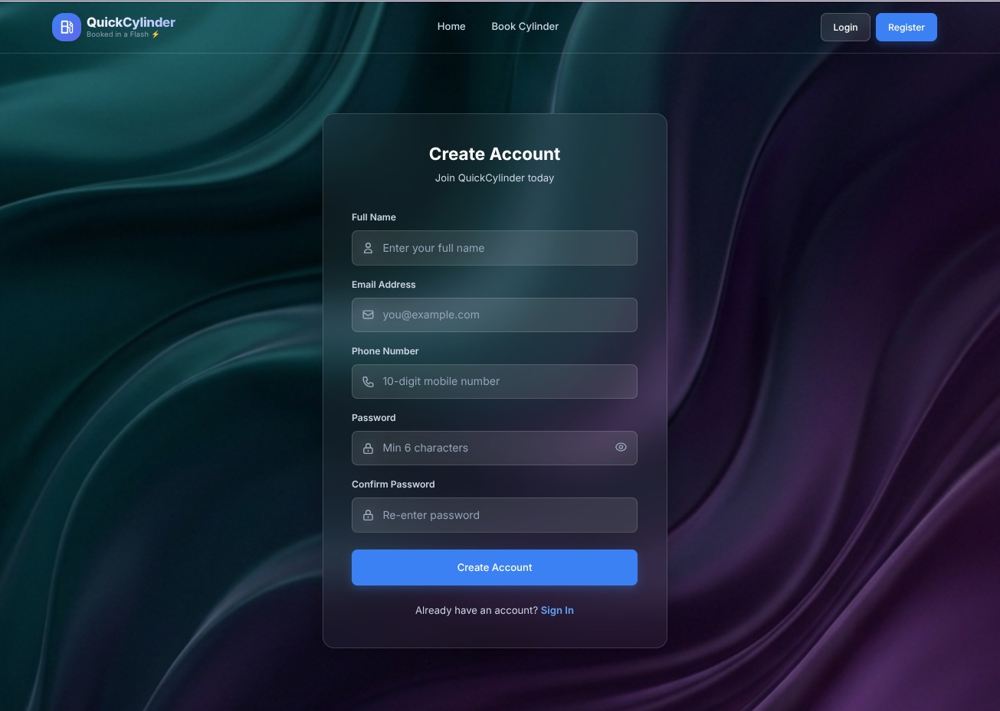 QuickCylinder
Booked in a Flash ⚡
Home
Book Cylinder
Login
Register
Create Account
Join QuickCylinder today
Full Name
Enter your full name
Email Address
you@example.com
Phone Number
10-digit mobile number
Password
Min 6 characters
Confirm Password
Re-enter password
Create Account
Already have an account? Sign In